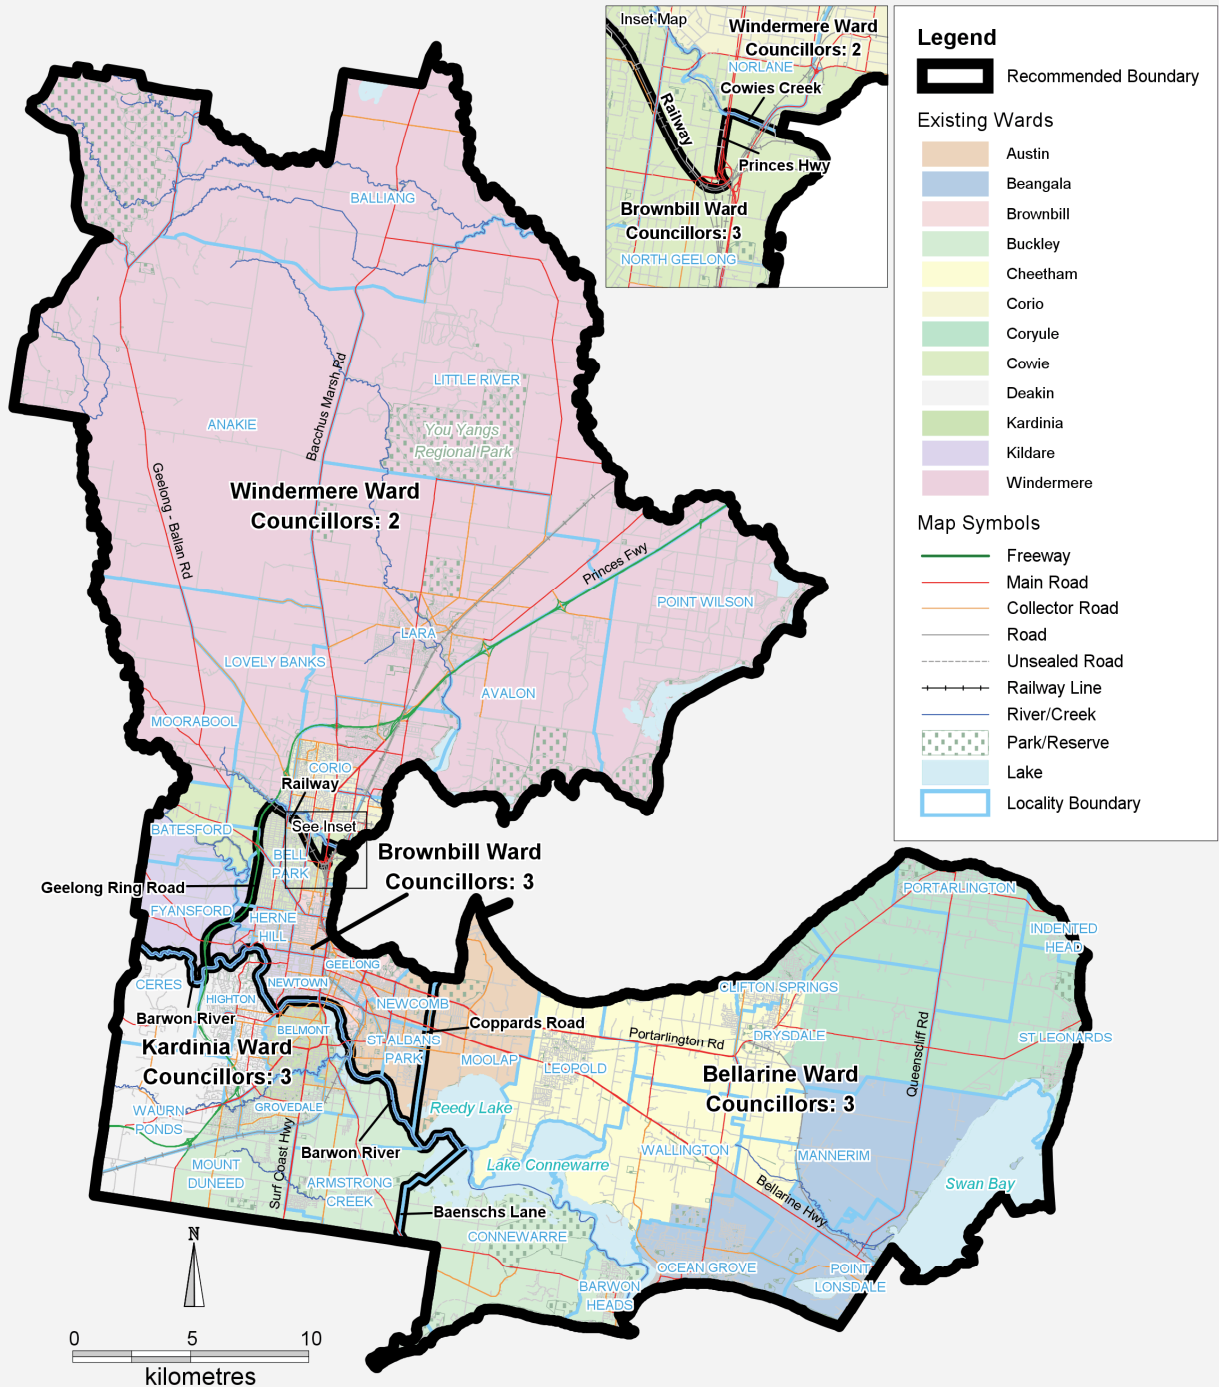 Inset Map
Windermere Ward
Councillors: 2
NORLANE
Cowies Creek
Railway
Princes Hwy
Brownbill Ward
Councillors: 3
NORTH GEELONG
Legend
Recommended Boundary
Existing Wards
Austin
Beangala
Brownbill
Buckley
Cheetham
Corio
Coryule
Cowie
Deakin
Kardinia
Kildare
Windermere
Map Symbols
Freeway
Main Road
Collector Road
Road
Unsealed Road
Railway Line
River/Creek
Park/Reserve
Lake
Locality Boundary
BALLIANG
LITTLE RIVER
ANAKIE
Bacchus Marsh Rd
You Yangs
Regional Park
Geelong - Ballan Rd
Windermere Ward
Councillors: 2
Princes Fwy
POINT WILSON
LARA
LOVELY BANKS
AVALON
MOORABOOL
CORIO
Railway
See Inset
BATESFORD
BELL
PARK
Brownbill Ward
Councillors: 3
Geelong Ring Road
FYANSFORD
HERNE
HILL
GEELONG
CERES
HIGHTON
NEWTOWN
NEWCOMB
Barwon River
BELMONT
Coppards Road
Kardinia Ward
Councillors: 3
ST ALBANS
PARK
MOOLAP
WAURN
PONDS
GROVEDALE
Reedy Lake
Surf Coast Hwy
Barwon River
MOUNT
DUNEED
ARMSTRONG
CREEK
Baenschs Lane
CONNEWARRE
Lake Connewarre
BARWON
HEADS
PORTARLINGTON
INDENTED
HEAD
CLIFTON SPRINGS
Portarlington Rd
DRYSDALE
Queenscliff Rd
ST LEONARDS
LEOPOLD
Bellarine Ward
Councillors: 3
WALLINGTON
MANNERIM
Bellarine Hwy
Swan Bay
OCEAN GROVE
POINT
LONSDALE
N
0 5 10
kilometres